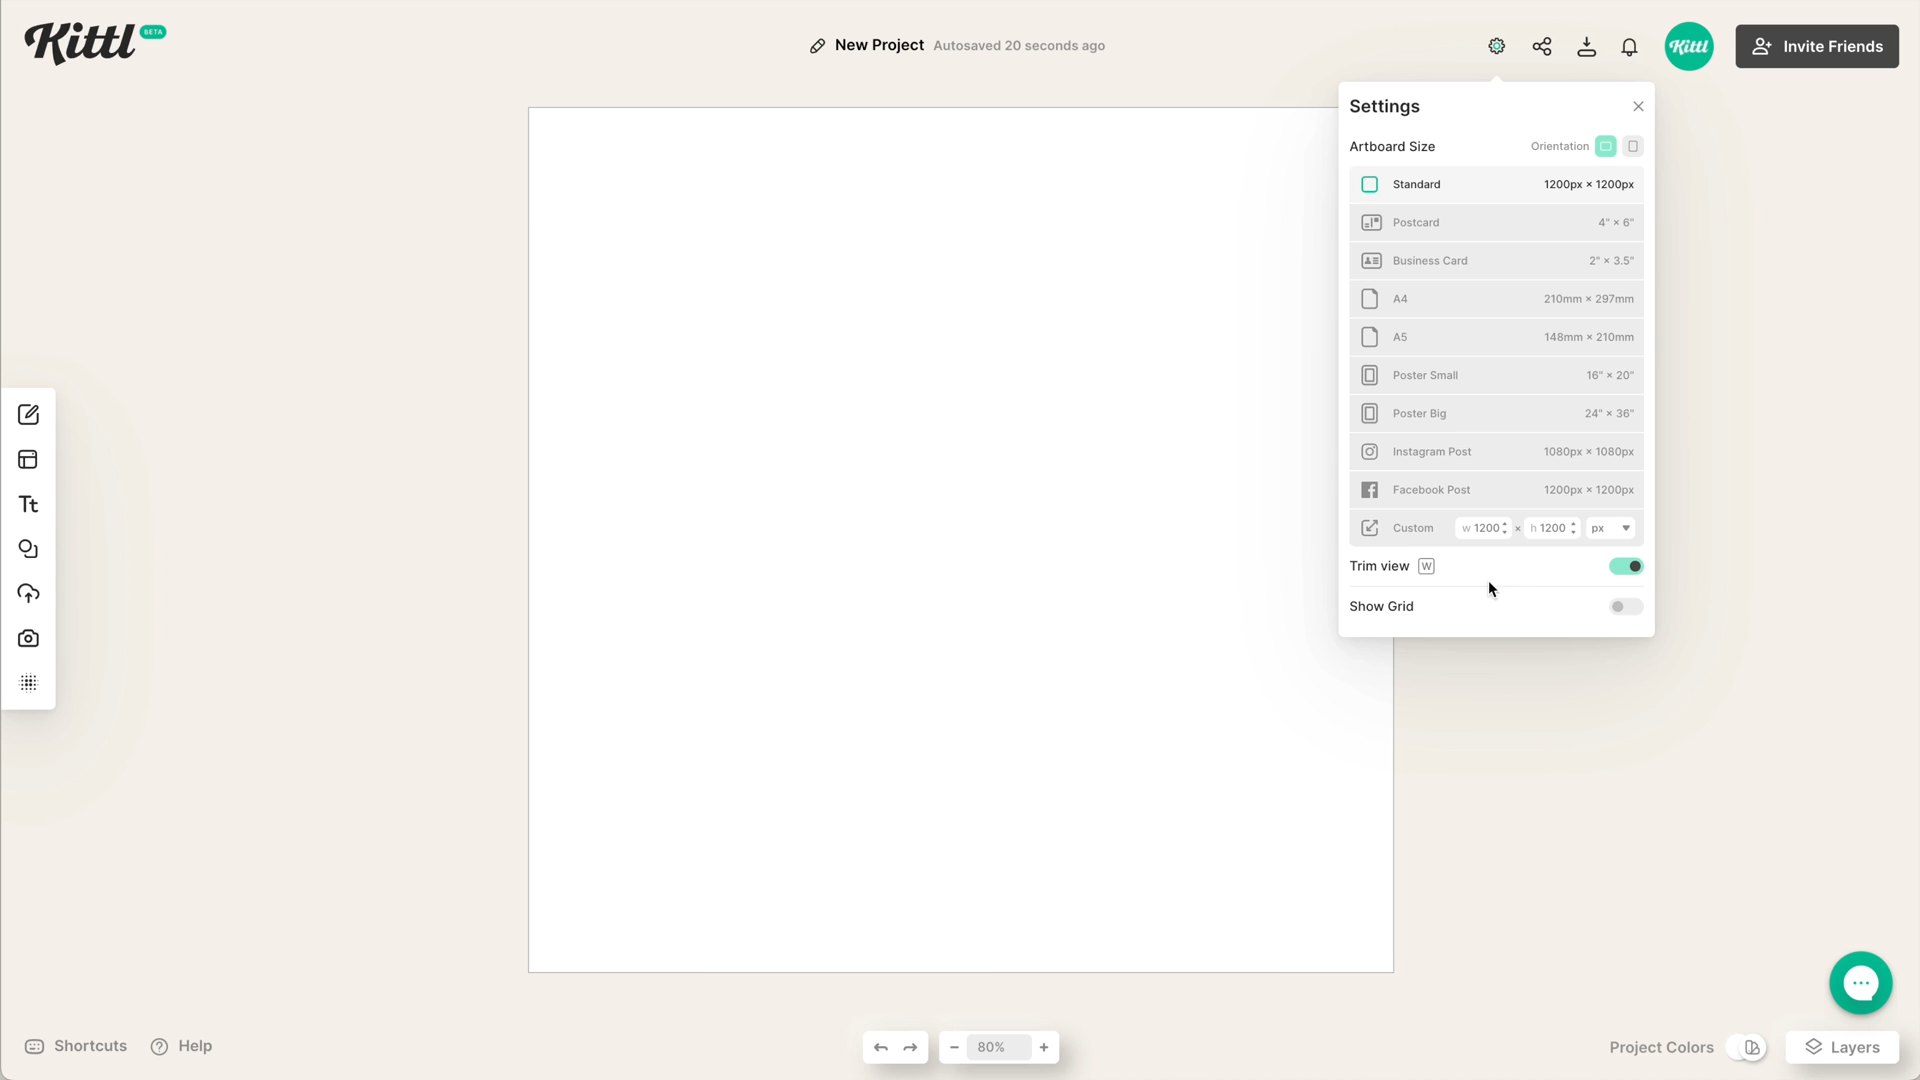 Kittl BETA
New Project Autosaved 20 seconds ago
Kittl
Invite Friends
Settings
Artboard Size Orientation
Standard 1200px × 1200px
Postcard 4" × 6"
Business Card 2" × 3.5"
A4 210mm × 297mm
A5 148mm × 210mm
Poster Small 16" × 20"
Poster Big 24" × 36"
Instagram Post 1080px × 1080px
Facebook Post 1200px × 1200px
Custom w 1200 × h 1200 px
Trim view W
Show Grid
Tt
Shortcuts Help
80%
Project Colors
Layers